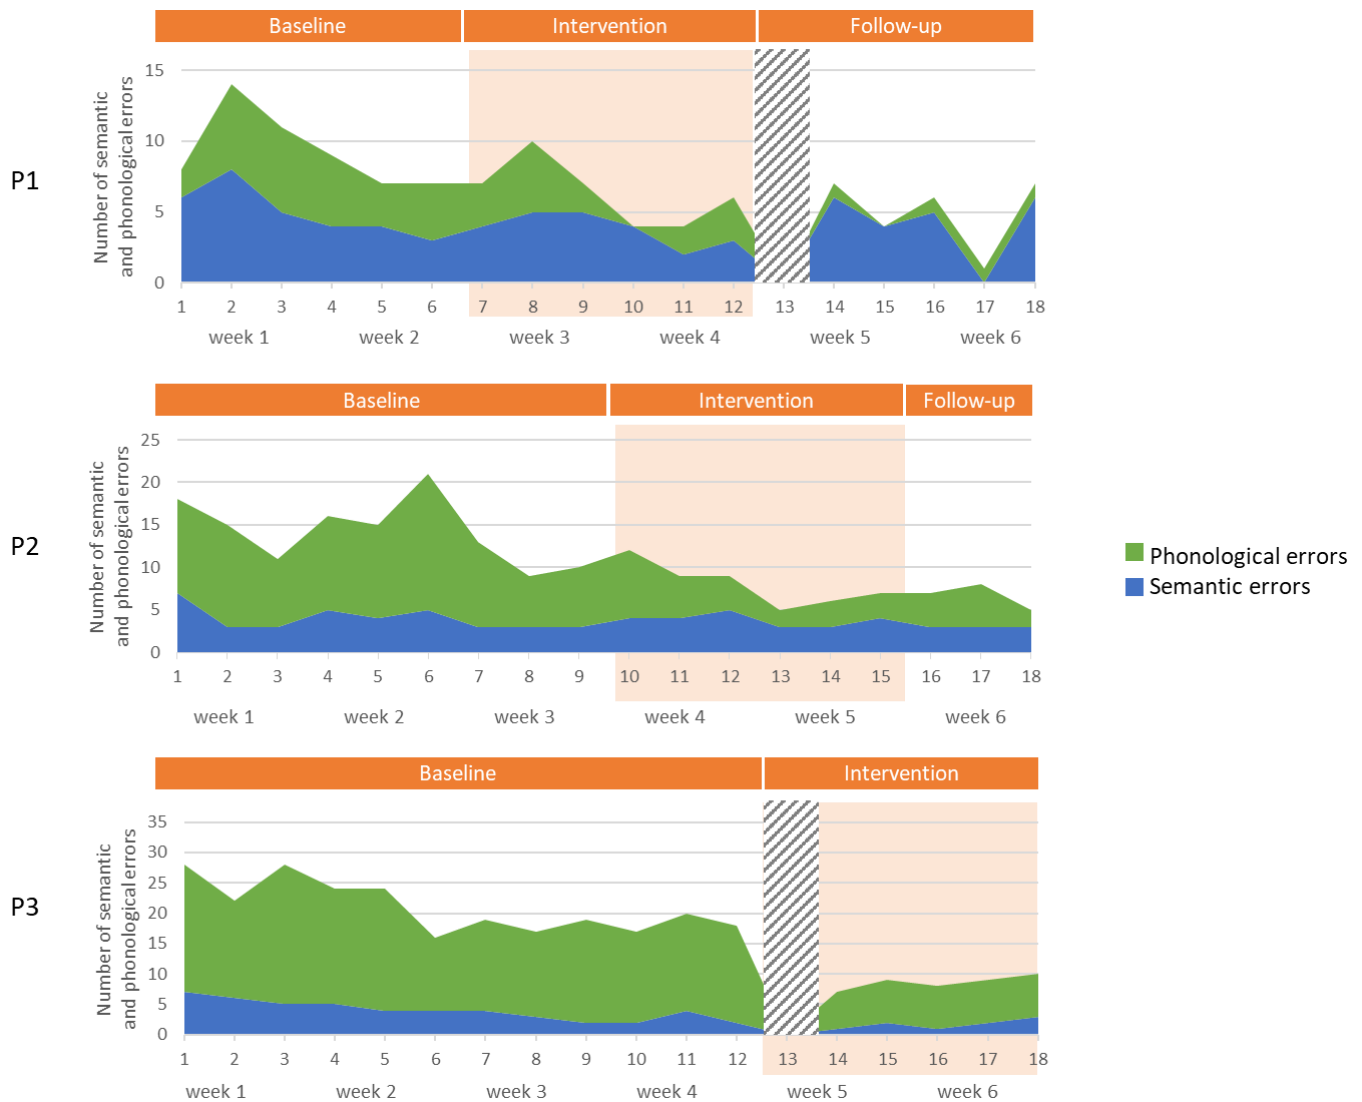 Baseline Intervention Follow-up
P1
Number of semantic
and phonological errors
15
10
5
0
1 2 3 4 5 6 7 8 9 10 11 12 13 14 15 16 17 18
week 1 week 2 week 3 week 4 week 5 week 6
Baseline Intervention Follow-up
P2
Number of semantic
and phonological errors
25
20
15
10
5
0
1 2 3 4 5 6 7 8 9 10 11 12 13 14 15 16 17 18
week 1 week 2 week 3 week 4 week 5 week 6
Phonological errors
Semantic errors
Baseline Intervention
P3
Number of semantic
and phonological errors
35
30
25
20
15
10
5
0
1 2 3 4 5 6 7 8 9 10 11 12 13 14 15 16 17 18
week 1 week 2 week 3 week 4 week 5 week 6